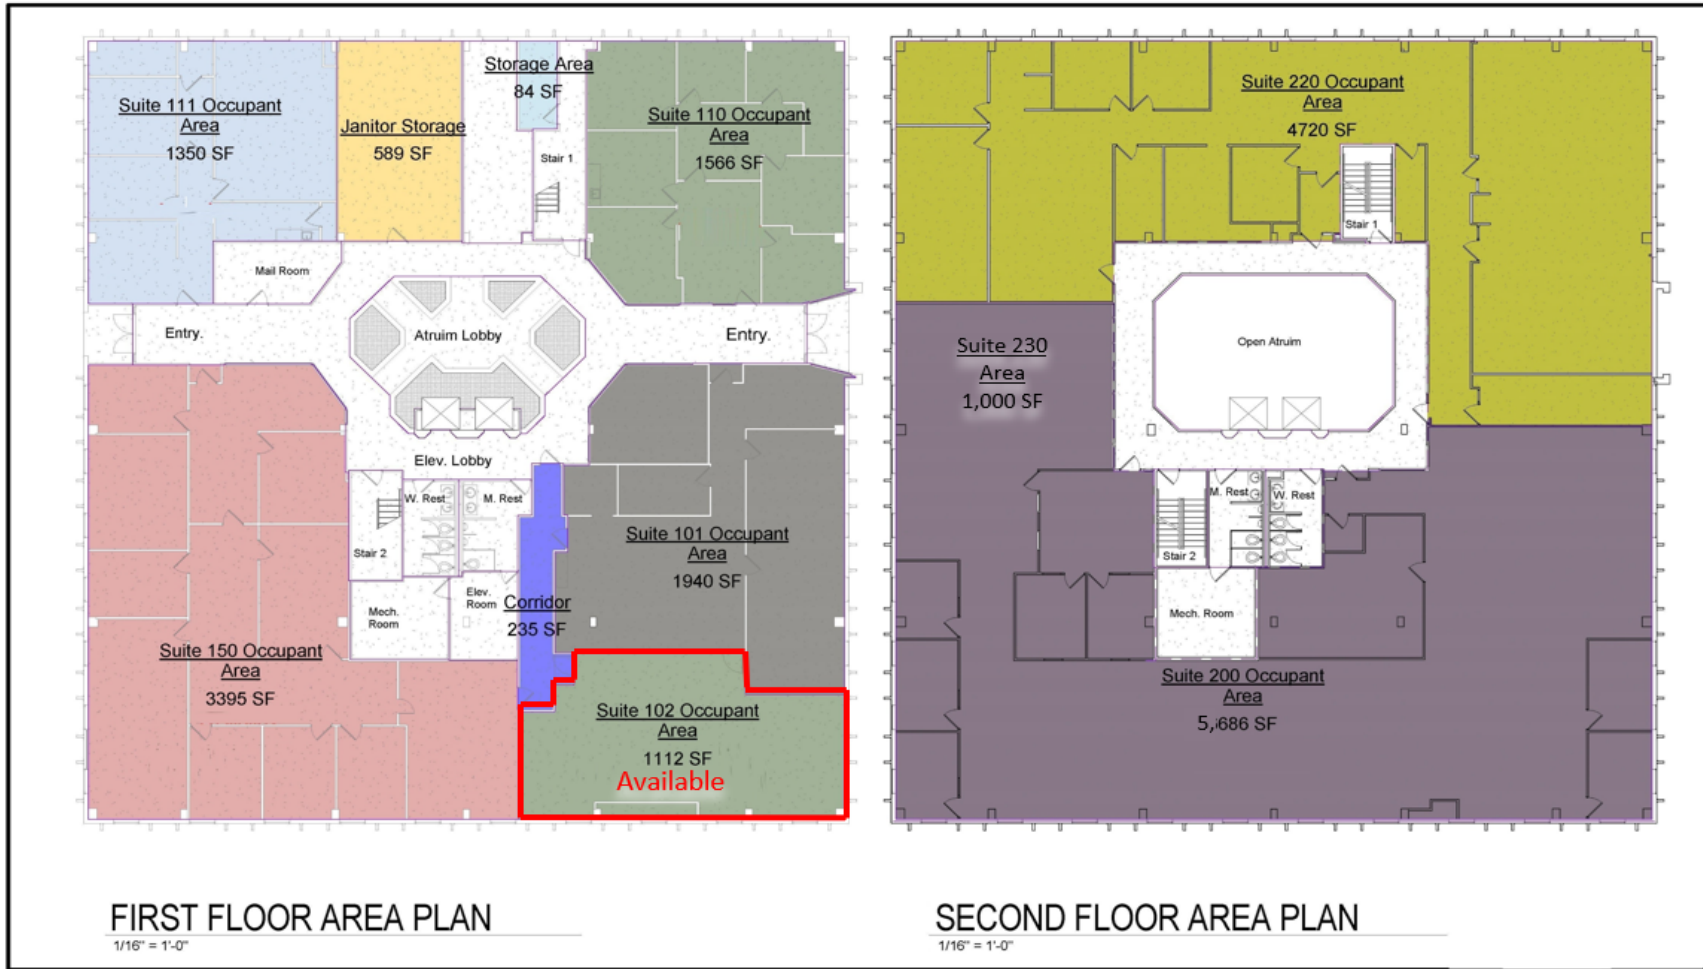 Suite 111 Occupant
Area
1350 SF
Janitor Storage
589 SF
Storage Area
84 SF
Stair 1
Suite 110 Occupant
Area
1566 SF
Mail Room
Entry.
Atruim Lobby
Entry.
Elev. Lobby
W. Rest
M. Rest
Stair 2
Mech.
Room
Elev.
Room
Corridor
235 SF
Suite 101 Occupant
Area
1940 SF
Suite 150 Occupant
Area
3395 SF
Suite 102 Occupant
Area
1112 SF
Available
FIRST FLOOR AREA PLAN
1/16" = 1'-0"
Suite 220 Occupant
Area
4720 SF
Stair 1
Suite 230
Area
1,000 SF
Open Atruim
M. Rest
W. Rest
Stair 2
Mech. Room
Suite 200 Occupant
Area
5,686 SF
SECOND FLOOR AREA PLAN
1/16" = 1'-0"